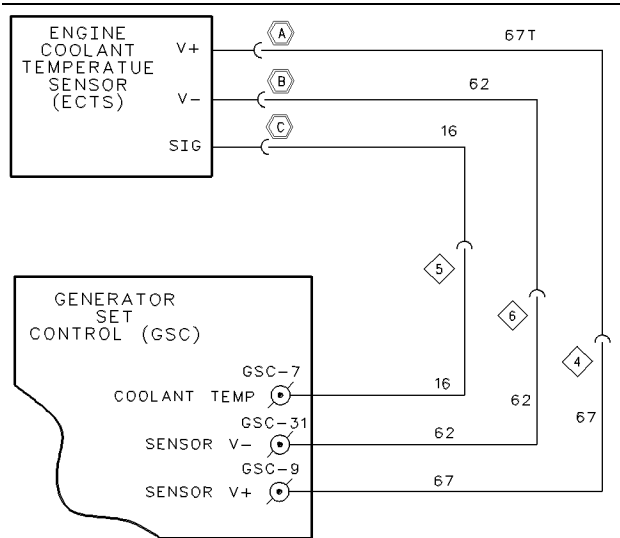 ENGINE
COOLANT
TEMPERATUE
SENSOR
(ECTS)
V+
A
67T
V-
B
62
SIG
C
16
5
6
4
GENERATOR
SET
CONTROL (GSC)
GSC-7
COOLANT TEMP
16
62
67
GSC-31
SENSOR V-
62
GSC-9
SENSOR V+
67